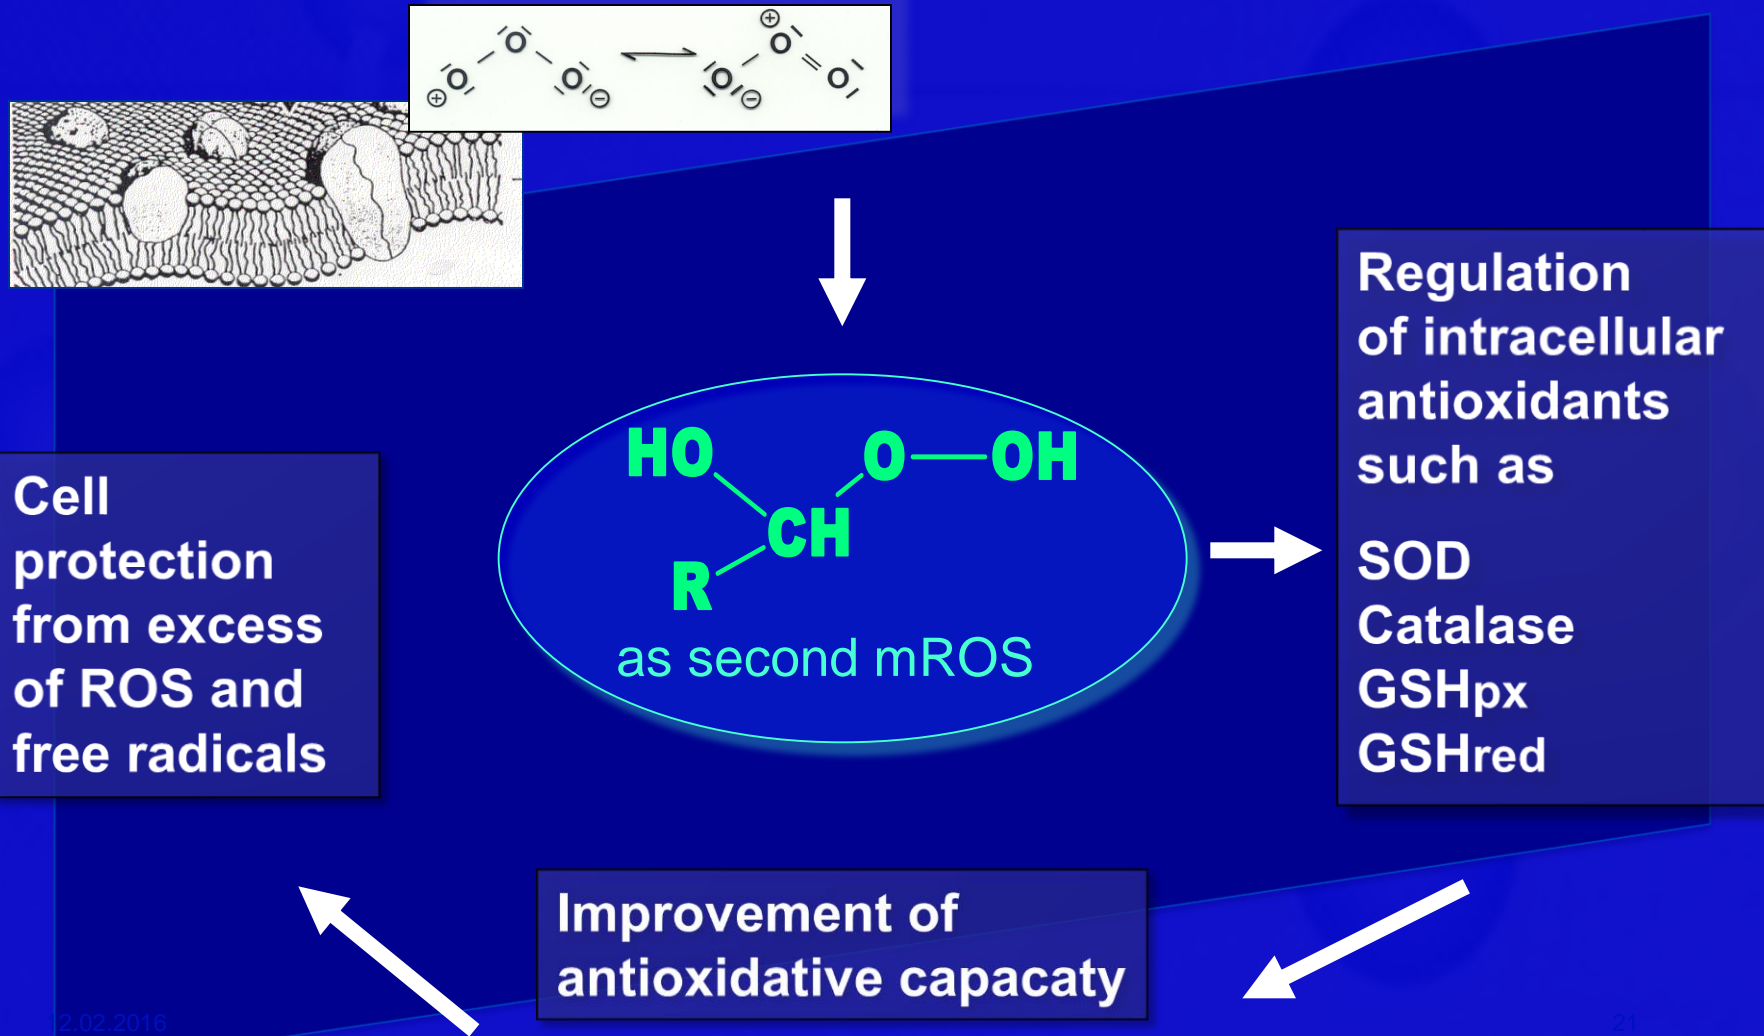 O O O
⊕ ⊖
⊕
O O O
⊖
HO O OH
CH
R
as second mROS
Regulation
of intracellular
antioxidants
such as
SOD
Catalase
GSHpx
GSHred
Improvement of
antioxidative capacaty
Cell
protection
from excess
of ROS and
free radicals
2.02.2016
21